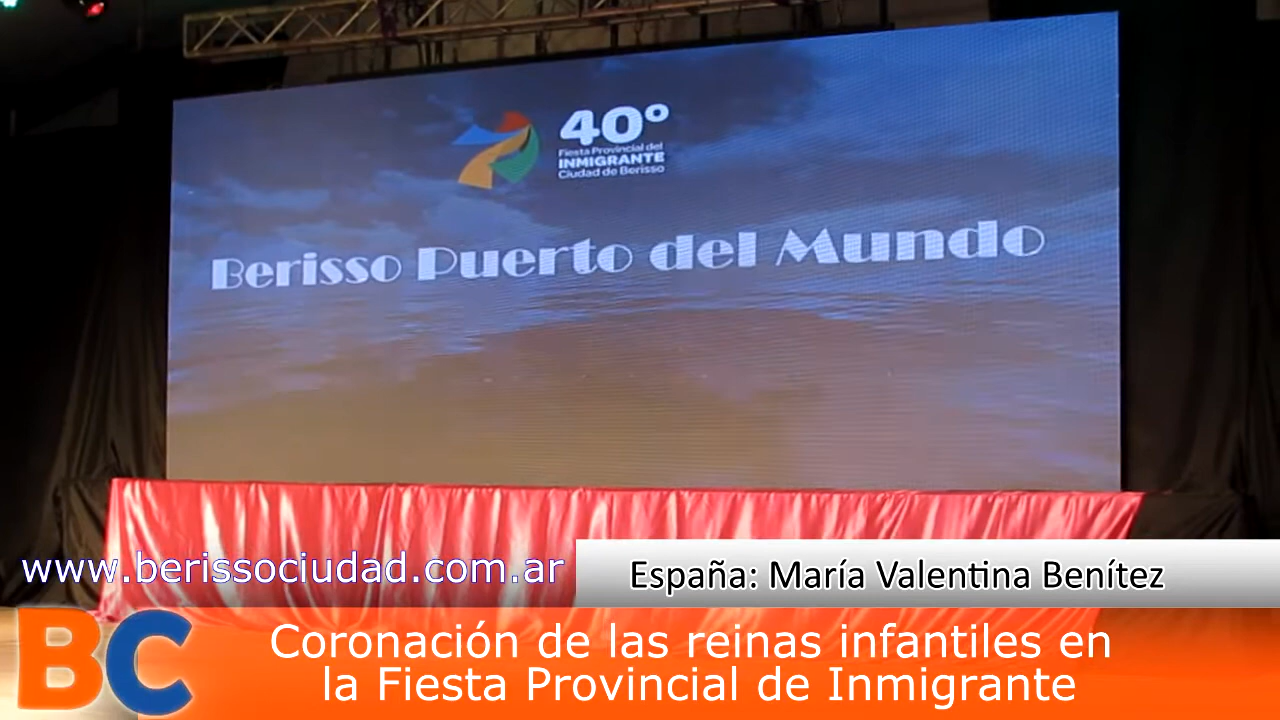 40º
Fiesta Provincial del
INMIGRANTE
Ciudad de Berisso
Berisso Puerto del Mundo
www.berissociudad.com.ar
España: María Valentina Benítez
BC
Coronación de las reinas infantiles en
la Fiesta Provincial de Inmigrante